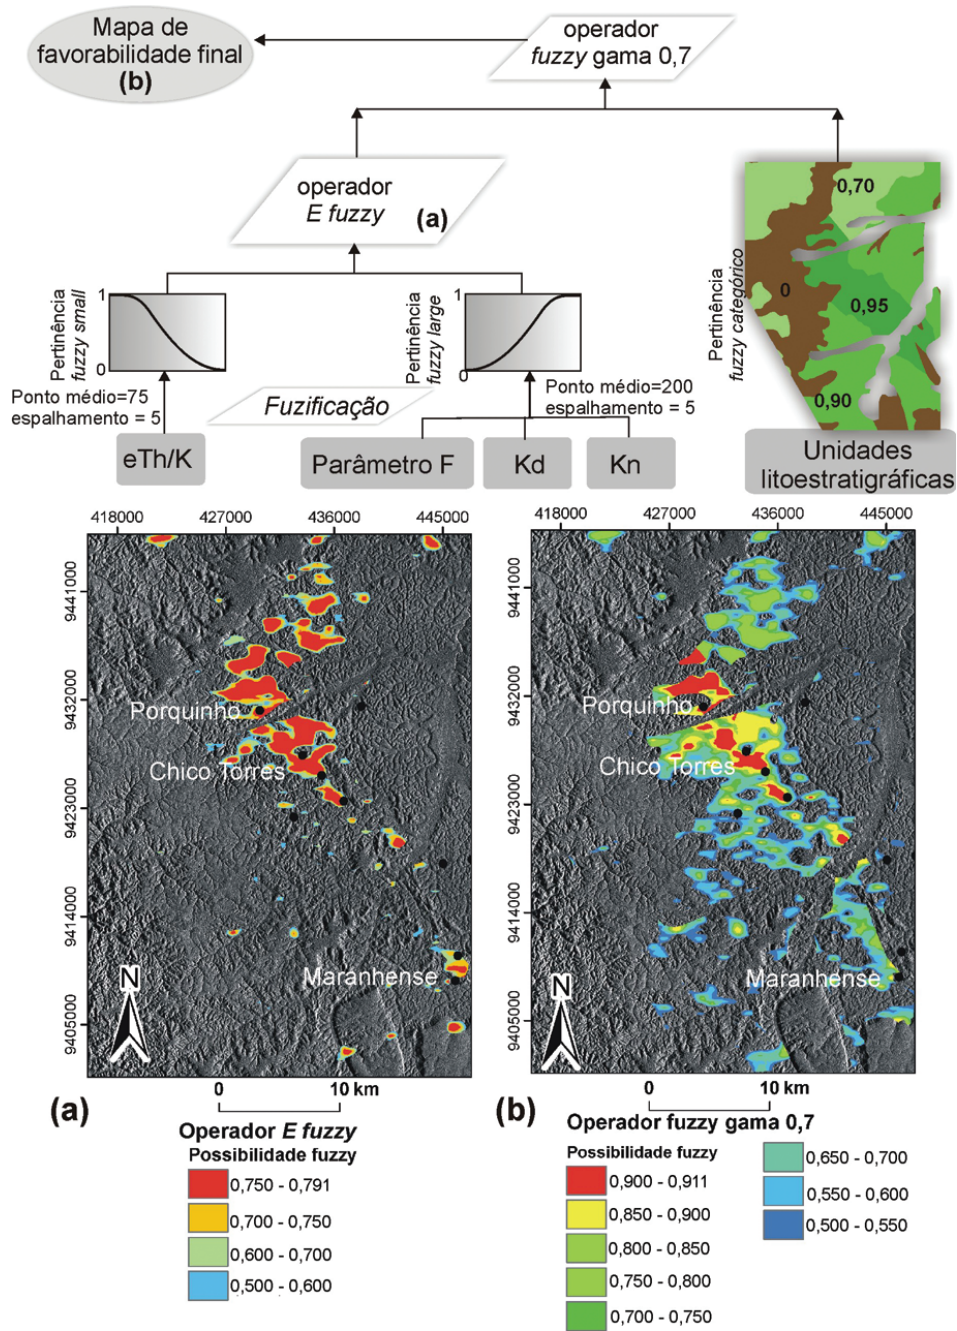 Mapa de
favorabilidade final
(b)
operador
fuzzy gama 0,7
operador
E fuzzy
(a)
0,70
0
0,95
0,90
Pertinência
fuzzy categórico
Pertinência
fuzzy small
1
0
Pertinência
fuzzy large
1
0
Ponto médio=75
espalhamento = 5
Fuzificação
Ponto médio=200
espalhamento = 5
eTh/K
Parâmetro F
Kd
Kn
Unidades
litoestratigráficas
418000
427000
436000
445000
9441000
9432000
9423000
9414000
9405000
Porquinho
Chico Torres
Maranhense
N
0
10 km
(a)
Operador E fuzzy
Possibilidade fuzzy
0,750 - 0,791
0,700 - 0,750
0,600 - 0,700
0,500 - 0,600
418000
427000
436000
445000
9441000
9432000
9423000
9414000
9405000
Porquinho
Chico Torres
Maranhense
N
0
10 km
(b)
Operador fuzzy gama 0,7
Possibilidade fuzzy
0,900 - 0,911
0,850 - 0,900
0,800 - 0,850
0,750 - 0,800
0,700 - 0,750
0,650 - 0,700
0,550 - 0,600
0,500 - 0,550